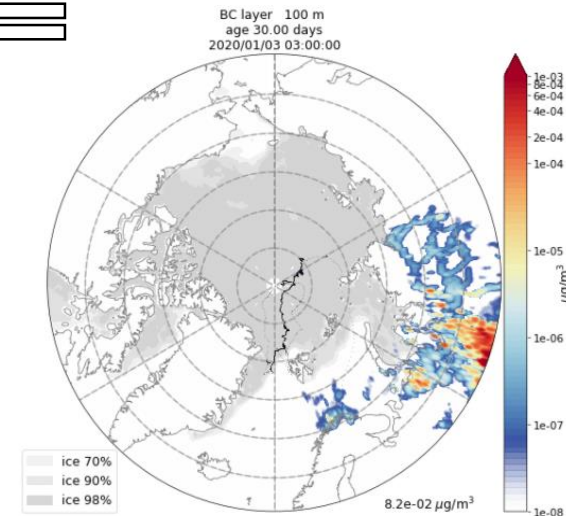 BC layer 100 m
age 30.00 days
2020/01/03 03:00:00
1e-03
8e-04
6e-04
4e-04
2e-04
1e-04
1e-05
1e-06
1e-07
1e-08
μg/m³
ice 70%
ice 90%
ice 98%
8.2e-02 μg/m³